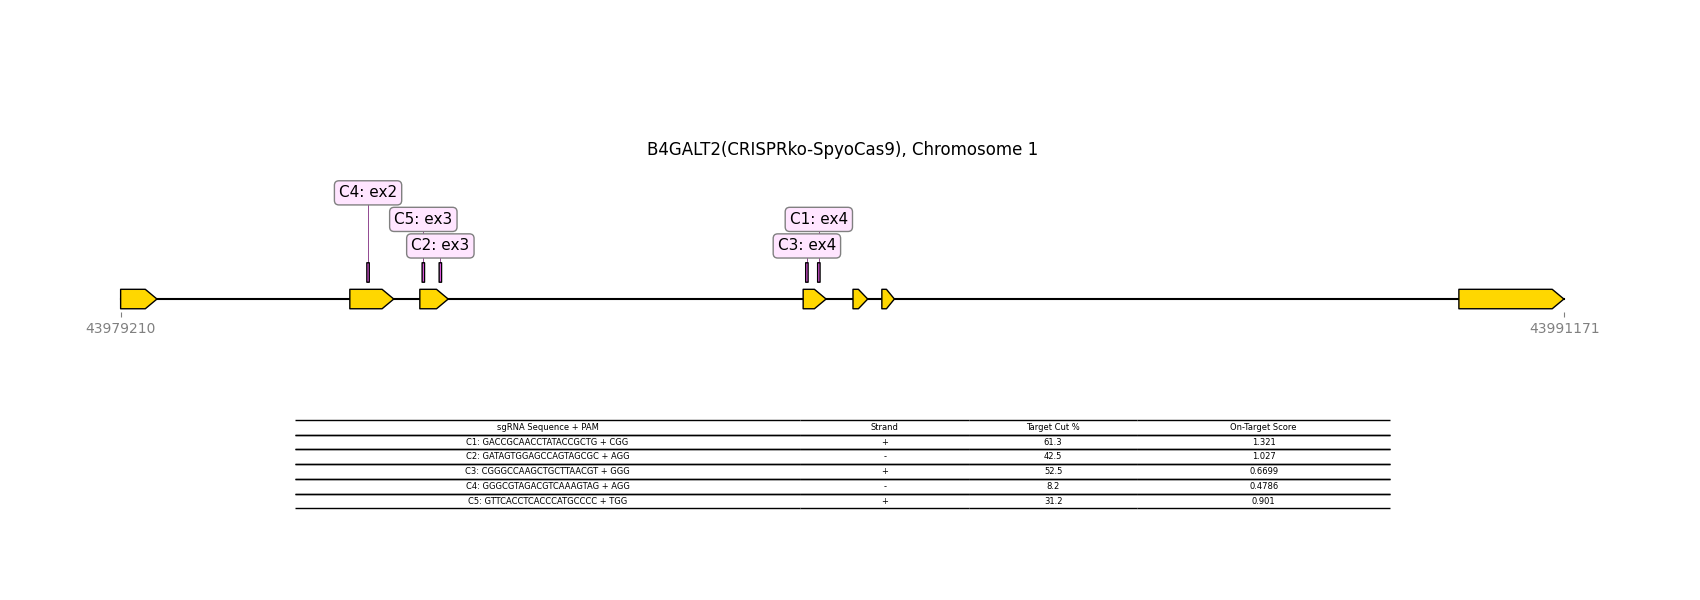 B4GALT2(CRISPRko-SpyoCas9), Chromosome 1
C4: ex2
C5: ex3
C1: ex4
C2: ex3
C3: ex4
43979210
43991171
sgRNA Sequence + PAM Strand Target Cut % On-Target Score
C1: GACCGCAACCTATACCGCTG + CGG + 61.3 1.321
C2: GATAGTGGAGCCAGTAGCGC + AGG - 42.5 1.027
C3: CGGGCCAAGCTGCTTAACGT + GGG + 52.5 0.6699
C4: GGGCGTAGACGTCAAAGTAG + AGG - 8.2 0.4786
C5: GTTCACCTCACCCATGCCCC + TGG + 31.2 0.901